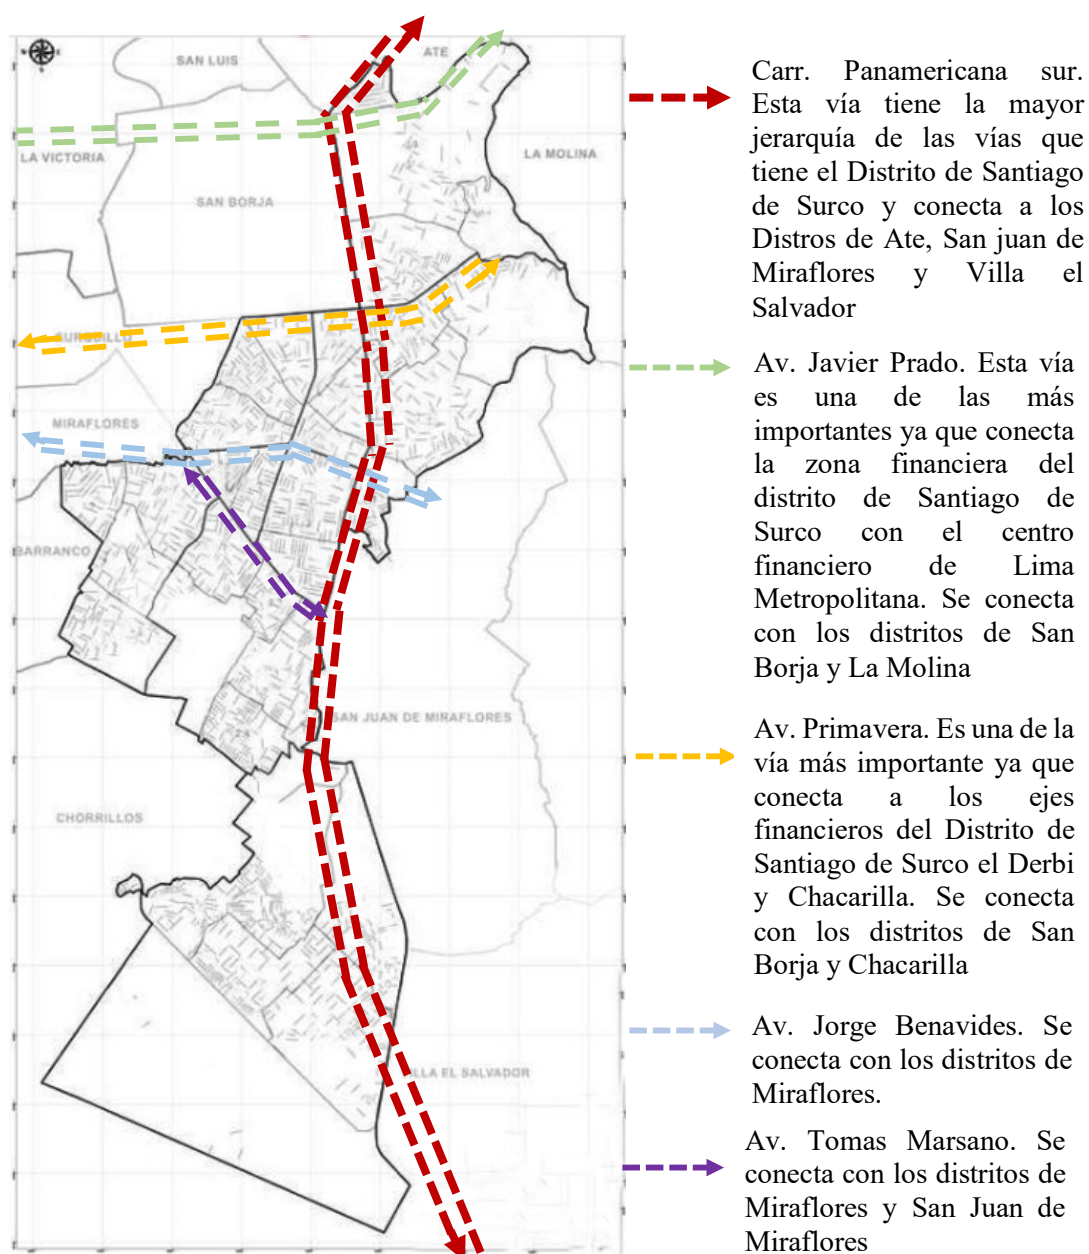 SAN LUIS
ATE
LA VICTORIA
LA MOLINA
SAN BORJA
SURQUILLO
MIRAFLORES
BARRANCO
SAN JUAN DE MIRAFLORES
CHORRILLOS
VILLA EL SALVADOR
Carr. Panamericana sur.
Esta vía tiene la mayor
jerarquía de las vías que
tiene el Distrito de Santiago
de Surco y conecta a los
Distros de Ate, San juan de
Miraflores y Villa el
Salvador
Av. Javier Prado. Esta vía
es una de las más
importantes ya que conecta
la zona financiera del
distrito de Santiago de
Surco con el centro
financiero de Lima
Metropolitana. Se conecta
con los distritos de San
Borja y La Molina
Av. Primavera. Es una de la
vía más importante ya que
conecta a los ejes
financieros del Distrito de
Santiago de Surco el Derbi
y Chacarilla. Se conecta
con los distritos de San
Borja y Chacarilla
Av. Jorge Benavides. Se
conecta con los distritos de
Miraflores.
Av. Tomas Marsano. Se
conecta con los distritos de
Miraflores y San Juan de
Miraflores